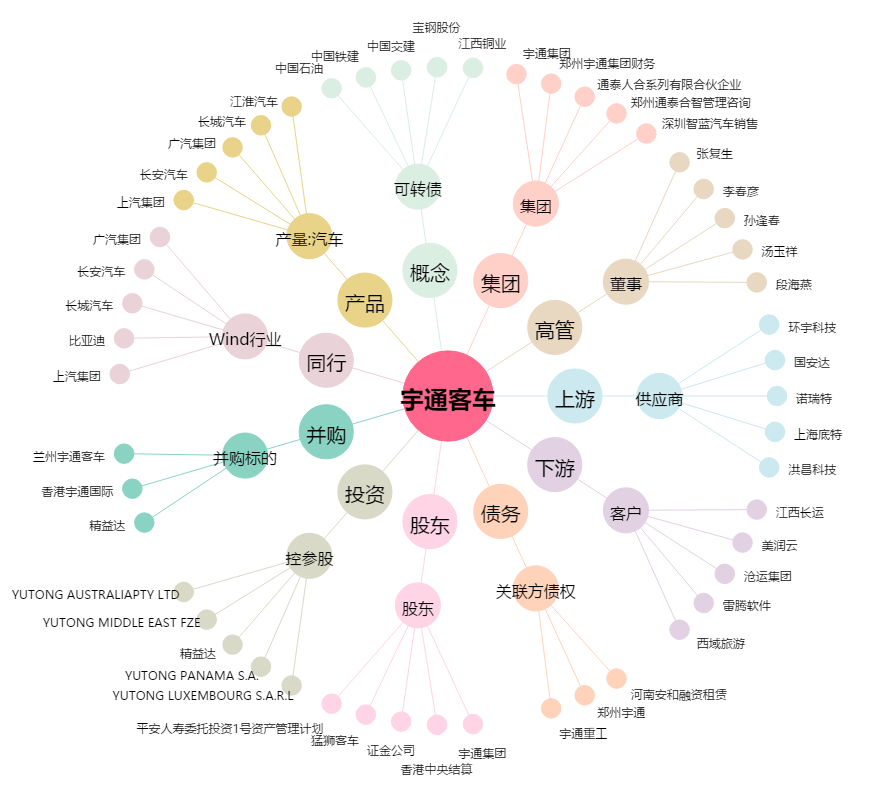 宝钢股份
江西铜业
中国交建
宇通集团
中国铁建
郑州宇通集团财务
中国石油
通泰人合系列有限合伙企业
江淮汽车
郑州通泰合智管理咨询
长城汽车
深圳智蓝汽车销售
广汽集团
张复生
长安汽车
可转债
李春彦
上汽集团
集团
孙逢春
广汽集团
产量:汽车
汤玉祥
长安汽车
概念
集团
董事
段海燕
长城汽车
产品
高管
环宇科技
比亚迪
Wind行业
同行
国安达
上汽集团
宇通客车
上游
供应商
诺瑞特
并购
上海底特
兰州宇通客车
并购标的
下游
洪昌科技
香港宇通国际
投资
债务
客户
江西长运
精益达
股东
美润云
控参股
沧运集团
YUTONG AUSTRALIAPTY LTD
关联方债权
雷腾软件
YUTONG MIDDLE EAST FZE
股东
西域旅游
精益达
YUTONG PANAMA S.A.
YUTONG LUXEMBOURG S.A.R.L
河南安和融资租赁
郑州宇通
平安人寿委托投资1号资产管理计划
宇通重工
猛狮客车
证金公司
宇通集团
香港中央结算